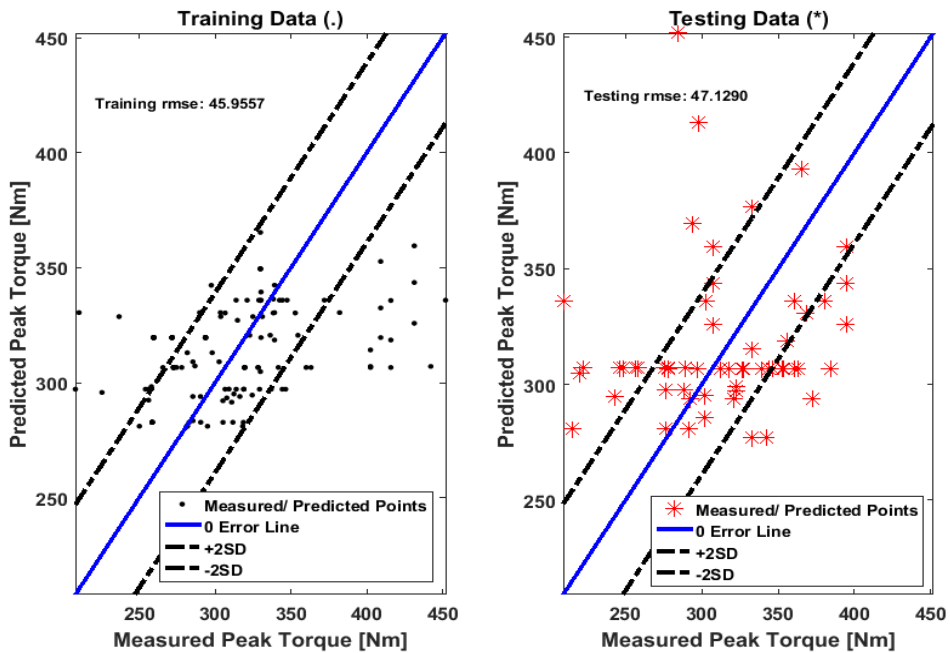 Training Data (.)
450
400
350
300
250
Predicted Peak Torque [Nm]
Training rmse: 45.9557
Measured/ Predicted Points
0 Error Line
+2SD
-2SD
250 300 350 400 450
Measured Peak Torque [Nm]
Testing Data (*)
450
400
350
300
250
Predicted Peak Torque [Nm]
Testing rmse: 47.1290
Measured/ Predicted Points
0 Error Line
+2SD
-2SD
250 300 350 400 450
Measured Peak Torque [Nm]